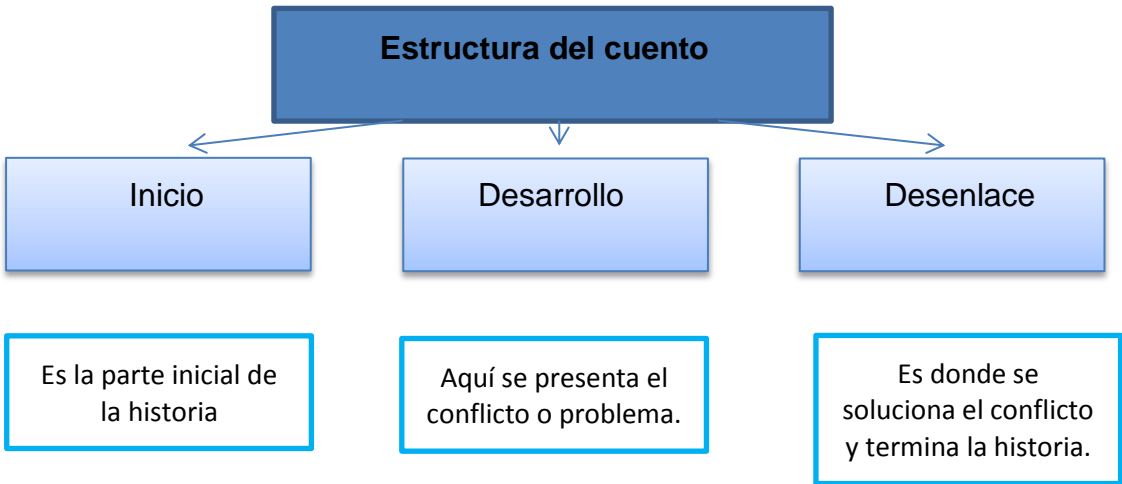 Estructura del cuento
Inicio
Desarrollo
Desenlace
Es la parte inicial de
la historia
Aquí se presenta el
conflicto o problema.
Es donde se
soluciona el conflicto
y termina la historia.